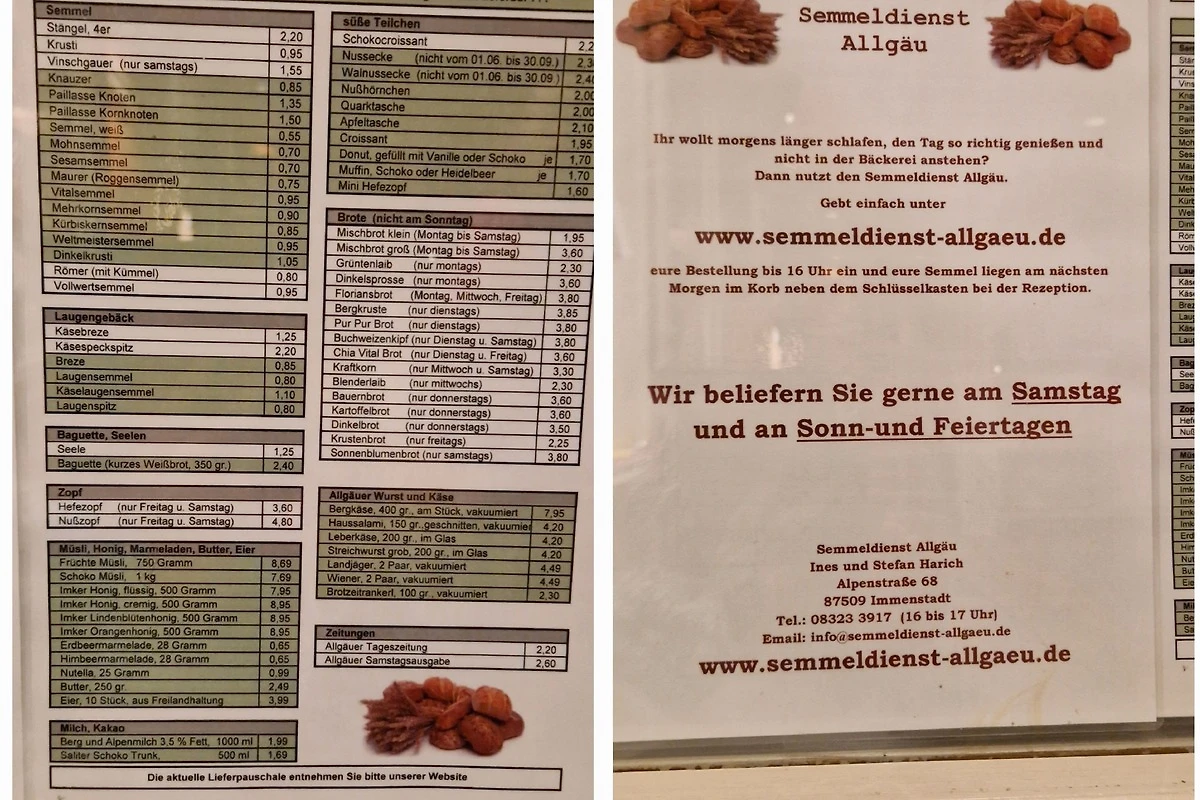 Semmel
Stängel, 4er 2,20
Krusti 0,95
Vinschgauer (nur samstags) 1,55
Knauzer 0,85
Paillasse Knoten 1,35
Paillasse Kornknoten 1,50
Semmel, weiß 0,55
Mohnsemmel 0,70
Sesamsemmel 0,70
Maurer (Roggensemmel) 0,75
Vitalsemmel 0,95
Mehrkornsemmel 0,90
Kürbiskernsemmel 0,85
Weltmeistersemmel 0,95
Dinkelkrusti 1,05
Römer (mit Kümmel) 0,80
Vollwertsemmel 0,95
Laugengebäck
Käsebreze 1,25
Käsespeckspitz 2,20
Breze 0,85
Laugensemmel 0,80
Käselaugensemmel 1,10
Laugenspitz 0,80
Baguette, Seelen
Seele 1,25
Baguette (kurzes Weißbrot, 350 gr.) 2,40
Zopf
Hefezopf (nur Freitag u. Samstag) 3,60
Nußzopf (nur Freitag u. Samstag) 4,80
Müsli, Honig, Marmeladen, Butter, Eier
Früchte Müsli, 750 Gramm 8,69
Schoko Müsli, 1 kg 7,69
Imker Honig, flüssig, 500 Gramm 7,95
Imker Honig, cremig, 500 Gramm 8,95
Imker Lindenblütenhonig, 500 Gramm 8,95
Imker Orangenhonig, 500 Gramm 8,95
Erdbeermarmelade, 28 Gramm 0,65
Himbeermarmelade, 28 Gramm 0,65
Nutella, 25 Gramm 0,99
Butter, 250 gr. 2,49
Eier, 10 Stück, aus Freilandhaltung 3,99
Milch, Kakao
Berg und Alpenmilch 3,5 % Fett, 1000 ml 1,99
Saliter Schoko Trunk, 500 ml 1,69
süße Teilchen
Schokocroissant 2,2
Nussecke (nicht vom 01.06. bis 30.09.) 2,3
Walnussecke (nicht vom 01.06. bis 30.09.) 2,4
Nußhörnchen 2,00
Quarktasche 2,00
Apfeltasche 2,10
Croissant 1,95
Donut, gefüllt mit Vanille oder Schoko je 1,70
Muffin, Schoko oder Heidelbeer je 1,70
Mini Hefezopf 1,60
Brote (nicht am Sonntag)
Mischbrot klein (Montag bis Samstag) 1,95
Mischbrot groß (Montag bis Samstag) 3,60
Grüntenlaib (nur montags) 2,30
Dinkelsprosse (nur montags) 3,60
Floriansbrot (Montag, Mittwoch, Freitag) 3,80
Bergkruste (nur dienstags) 3,85
Pur Pur Brot (nur dienstags) 3,80
Buchweizenkipf (nur Dienstag u. Samstag) 3,80
Chia Vital Brot (nur Dienstag u. Freitag) 3,60
Kraftkorn (nur Mittwoch u. Samstag) 3,30
Blenderlaib (nur mittwochs) 2,30
Bauernbrot (nur donnerstags) 3,60
Kartoffelbrot (nur donnerstags) 3,60
Dinkelbrot (nur donnerstags) 3,50
Krustenbrot (nur freitags) 2,25
Sonnenblumenbrot (nur samstags) 3,80
Allgäuer Wurst und Käse
Bergkäse, 400 gr., am Stück, vakuumiert 7,95
Haussalami, 150 gr.,geschnitten, vakuumier 4,20
Leberkäse, 200 gr., im Glas 4,20
Streichwurst grob, 200 gr., im Glas 4,20
Landjäger, 2 Paar, vakuumiert 4,49
Wiener, 2 Paar, vakuumiert 4,49
Brotzeitrankerl, 100 gr., vakuumiert 2,30
Zeitungen
Allgäuer Tageszeitung 2,20
Allgäuer Samstagsausgabe 2,60
Die aktuelle Lieferpauschale entnehmen Sie bitte unserer Website
Semmeldienst
Allgäu
Ihr wollt morgens länger schlafen, den Tag so richtig genießen und
nicht in der Bäckerei anstehen?
Dann nutzt den Semmeldienst Allgäu.
Gebt einfach unter
www.semmeldienst-allgaeu.de
eure Bestellung bis 16 Uhr ein und eure Semmel liegen am nächsten
Morgen im Korb neben dem Schlüsselkasten bei der Rezeption.
Wir beliefern Sie gerne am Samstag
und an Sonn-und Feiertagen
Semmeldienst Allgäu
Ines und Stefan Harich
Alpenstraße 68
87509 Immenstadt
Tel.: 08323 3917 (16 bis 17 Uhr)
Email: info@semmeldienst-allgaeu.de
www.semmeldienst-allgaeu.de